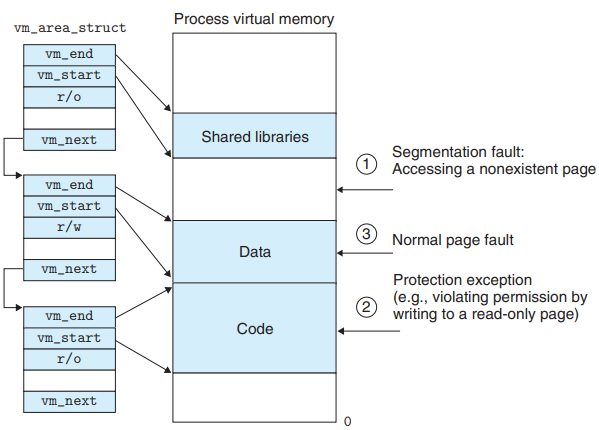 Process virtual memory
vm_area_struct
vm_end
vm_start
r/o
vm_next
vm_end
vm_start
r/w
vm_next
vm_end
vm_start
r/o
vm_next
Shared libraries
Data
Code
0
1
Segmentation fault:
Accessing a nonexistent page
3
Normal page fault
2
Protection exception
(e.g., violating permission by
writing to a read-only page)